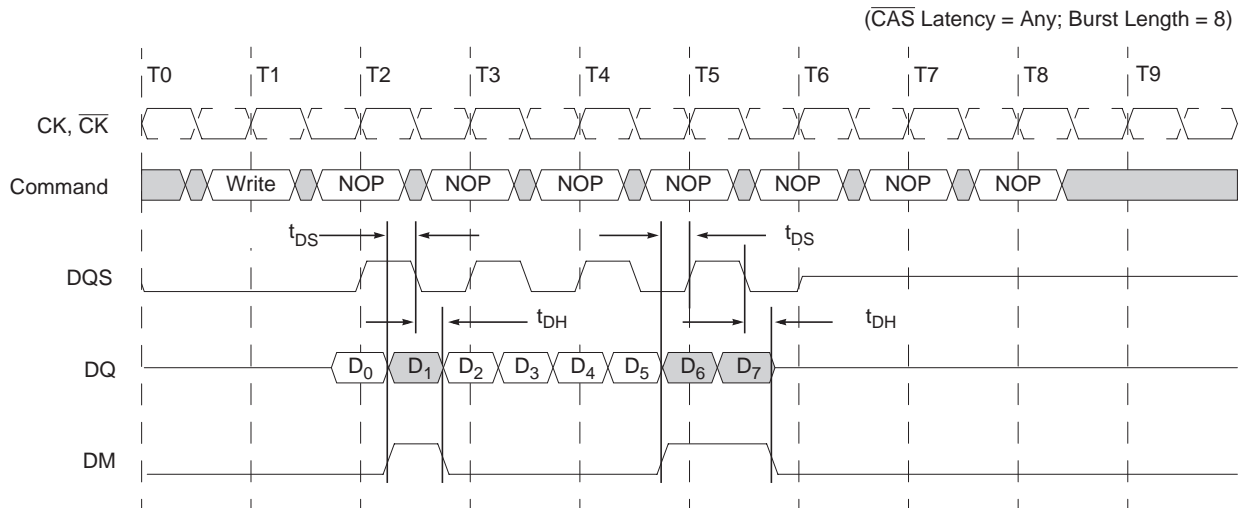 (C̅A̅S̅ Latency = Any; Burst Length = 8)
T0 T1 T2 T3 T4 T5 T6 T7 T8 T9
CK, C̅K̅
Command Write NOP NOP NOP NOP NOP NOP NOP
tDS tDS
DQS
tDH tDH
DQ D0 D1 D2 D3 D4 D5 D6 D7
DM